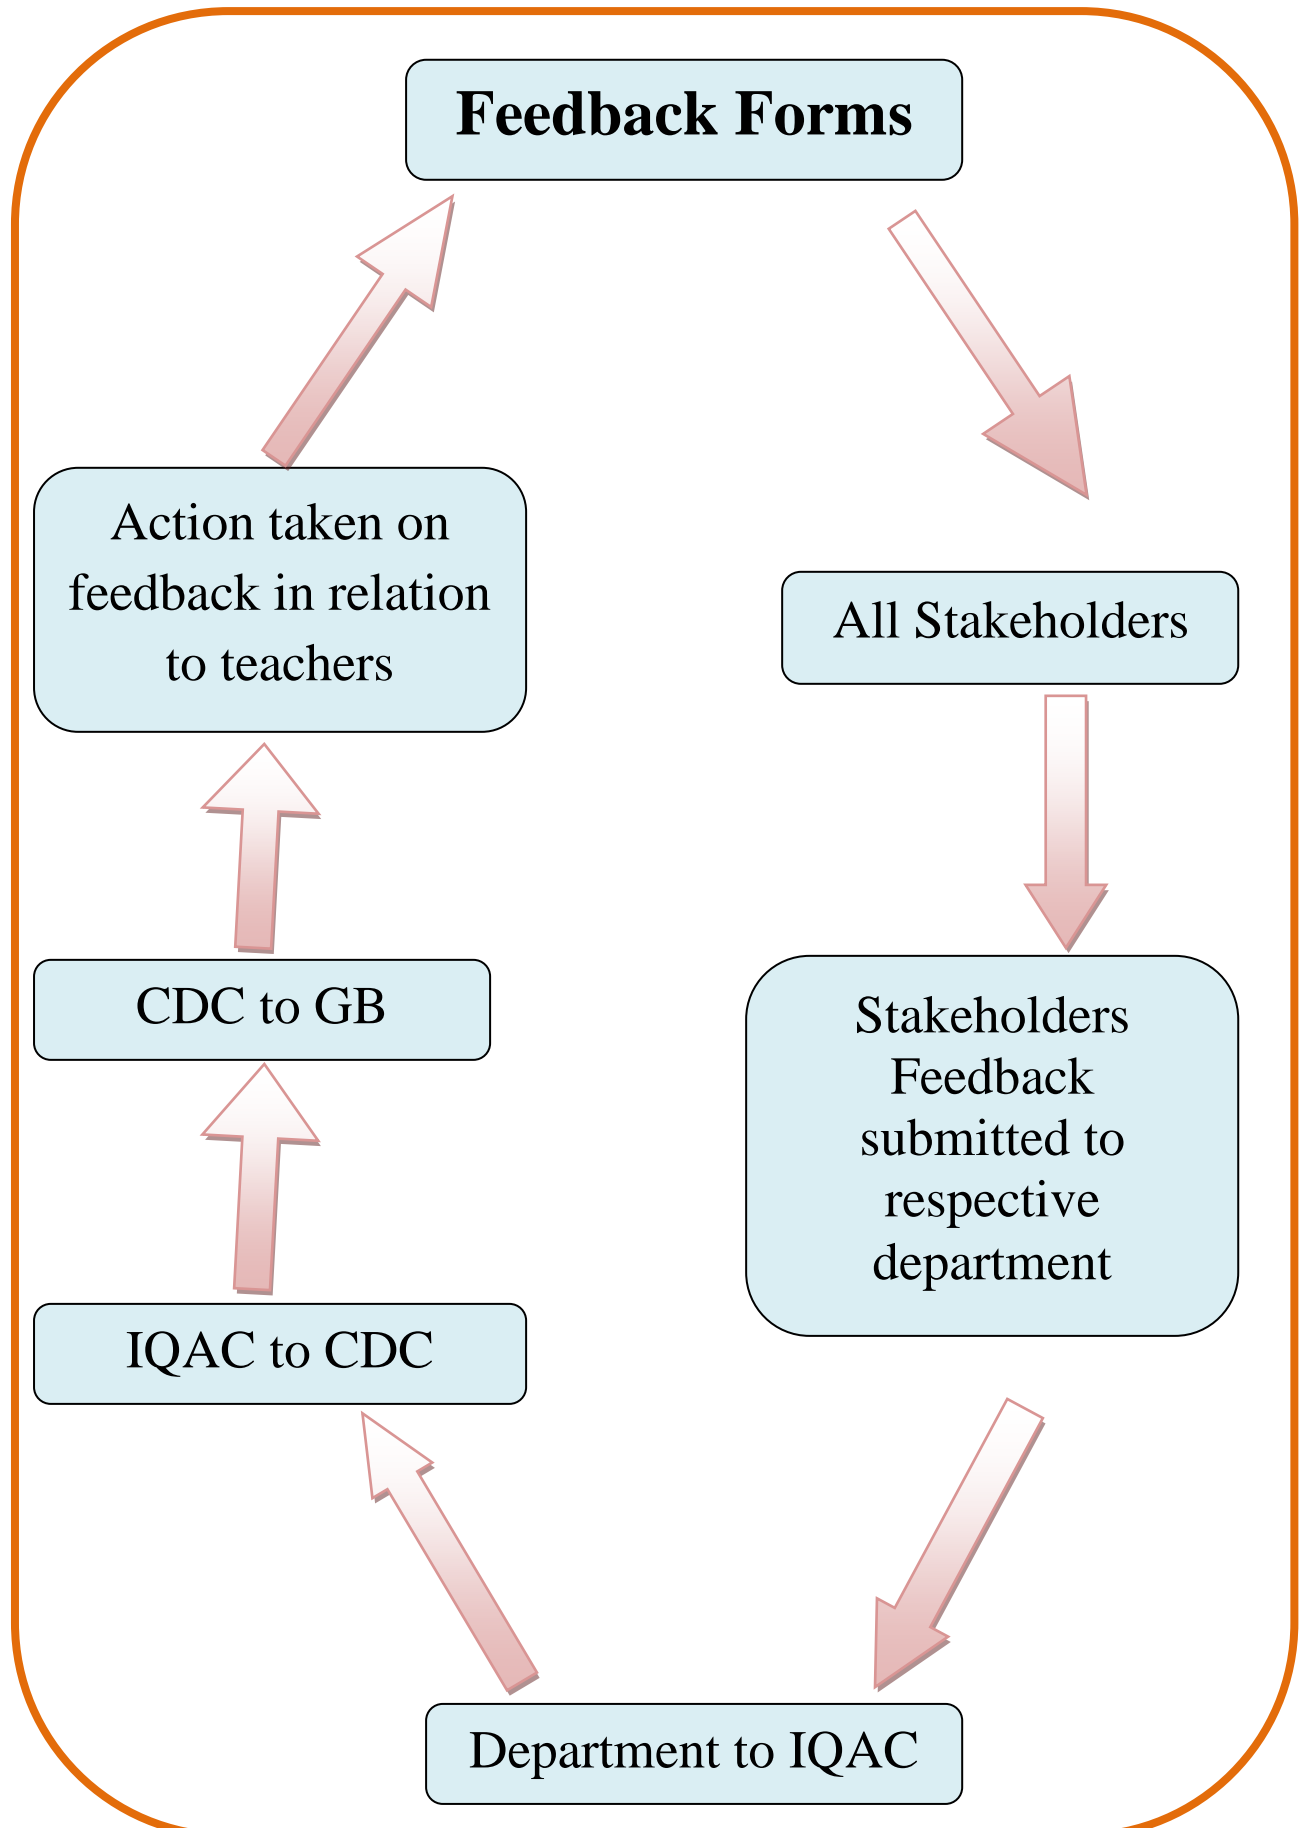 Feedback Forms
All Stakeholders
Stakeholders
Feedback
submitted to
respective
department
Department to IQAC
IQAC to CDC
CDC to GB
Action taken on
feedback in relation
to teachers